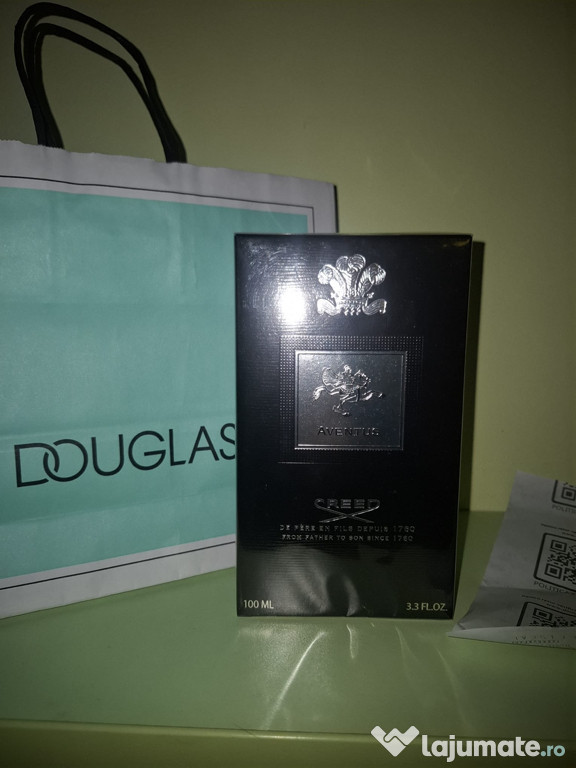 DOUGLAS
AVENTUS
CREED
DE PÈRE EN FILS DEPUIS 1760
FROM FATHER TO SON SINCE 1760
100 ML 3.3 FL.OZ.
lajumate.ro